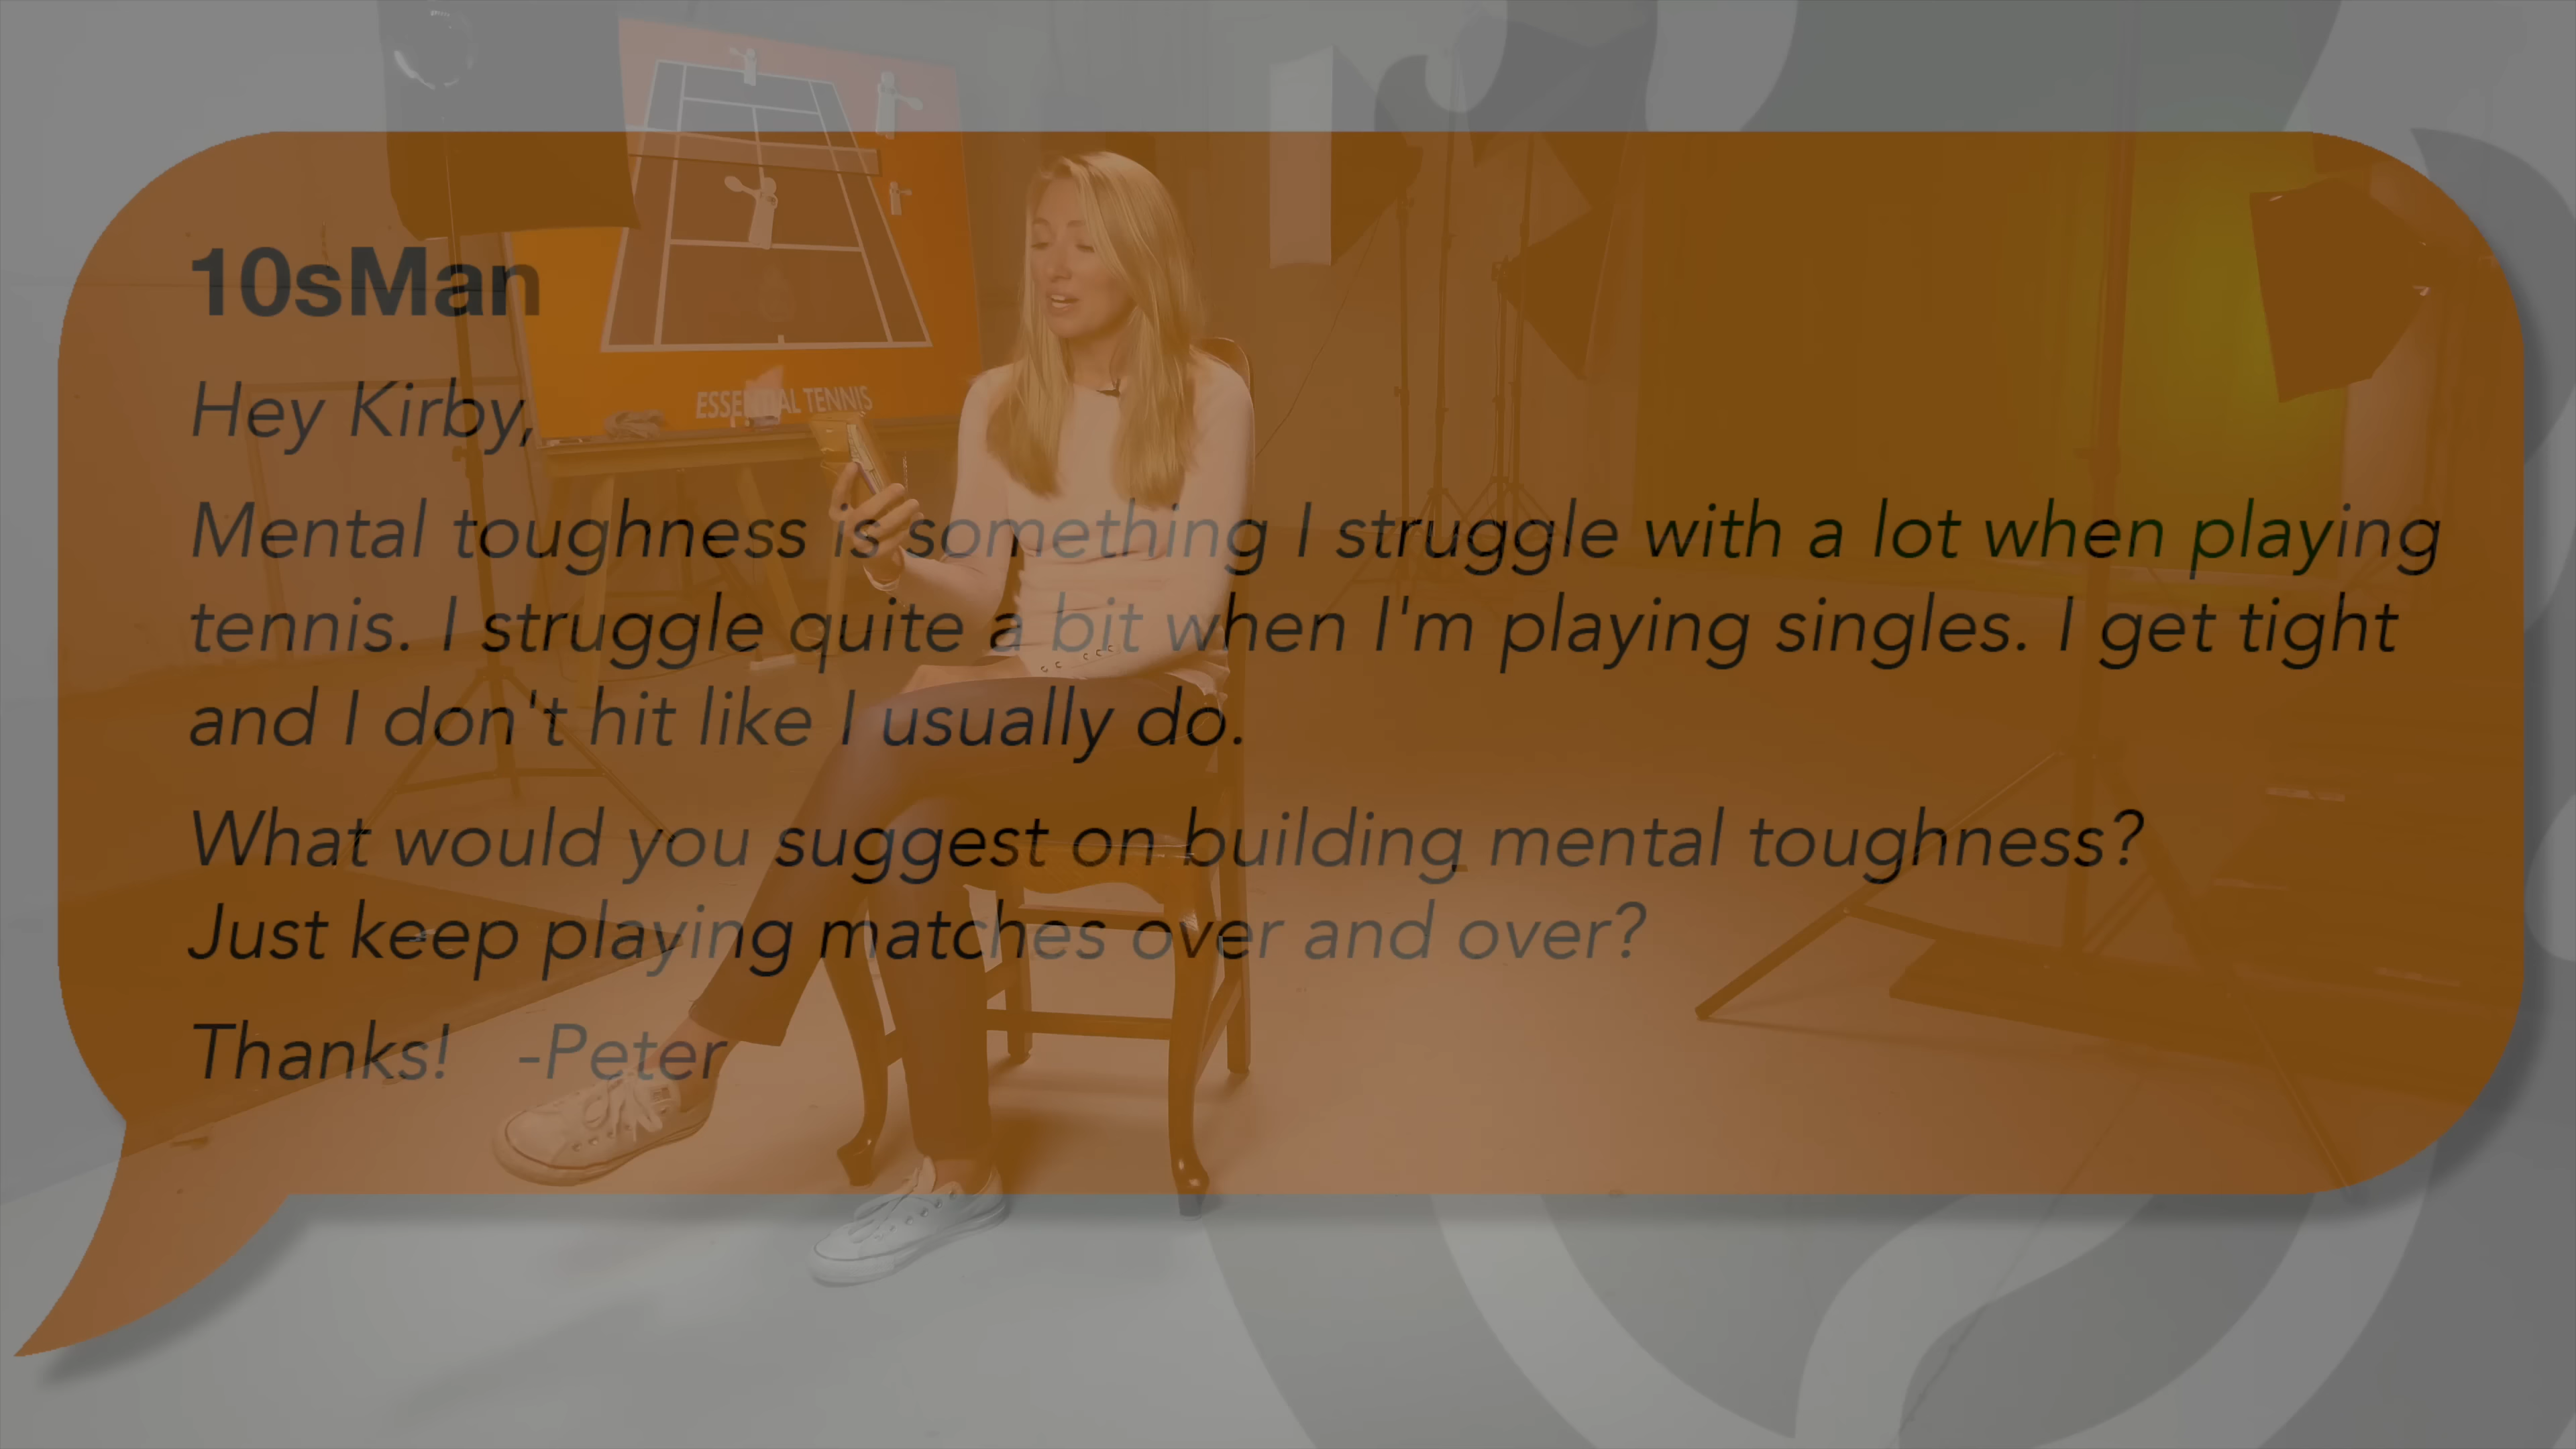 ESSENTIAL TENNIS
10sMan
Hey Kirby,
Mental toughness is something I struggle with a lot when playing
tennis. I struggle quite a bit when I'm playing singles. I get tight
and I don't hit like I usually do.
What would you suggest on building mental toughness?
Just keep playing matches over and over?
Thanks! -Peter